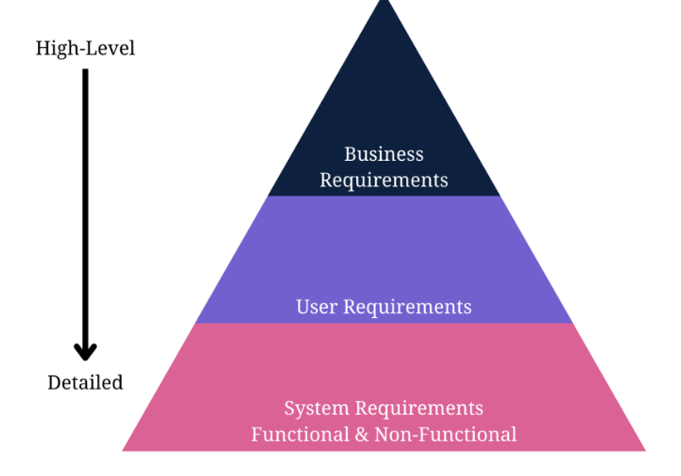 High-Level
Business
Requirements
User Requirements
Detailed
System Requirements
Functional & Non-Functional